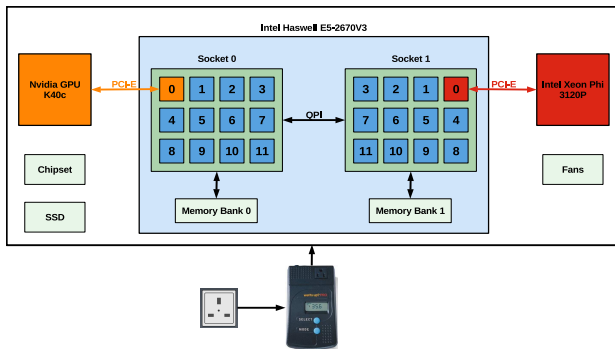 Intel Haswell E5-2670V3
Socket 0
Socket 1
Nvidia GPU
K40c
PCI-E
0 1 2 3
4 5 6 7
8 9 10 11
QPI
3 2 1 0
7 6 5 4
11 10 9 8
PCI-E
Intel Xeon Phi
3120P
Chipset
SSD
Memory Bank 0
Memory Bank 1
Fans
SELECT
MODE